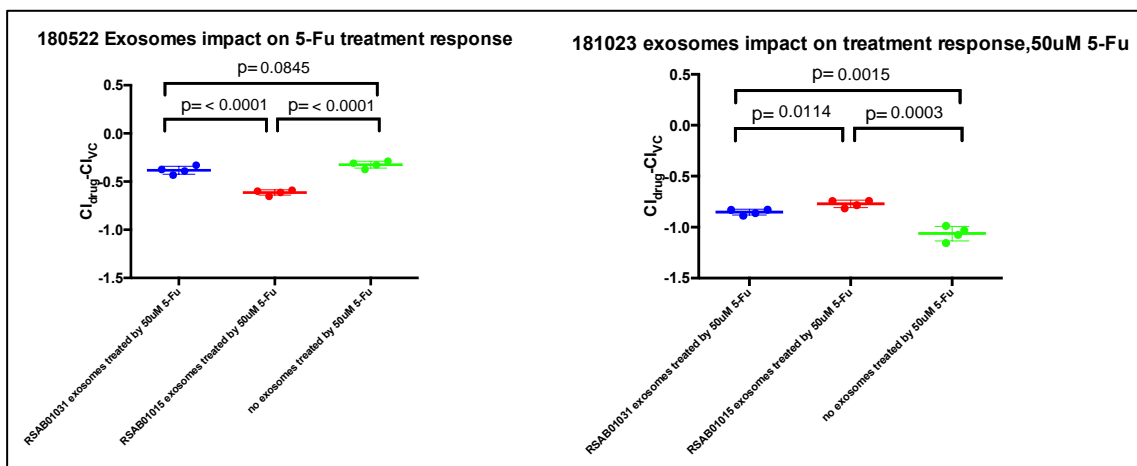 180522 Exosomes impact on 5-Fu treatment response
p= 0.0845
p= < 0.0001 p= < 0.0001
CIdrug-CIVC
0.5
0.0
-0.5
-1.0
-1.5
RSAB01031 exosomes treated by 50uM 5-Fu
RSAB01015 exosomes treated by 50uM 5-Fu
no exosomes treated by 50uM 5-Fu
181023 exosomes impact on treatment response,50uM 5-Fu
p= 0.0015
p= 0.0114 p= 0.0003
CIdrug-CIVC
0.5
0.0
-0.5
-1.0
-1.5
RSAB01031 exosomes treated by 50uM 5-Fu
RSAB01015 exosomes treated by 50uM 5-Fu
no exosomes treated by 50uM 5-Fu